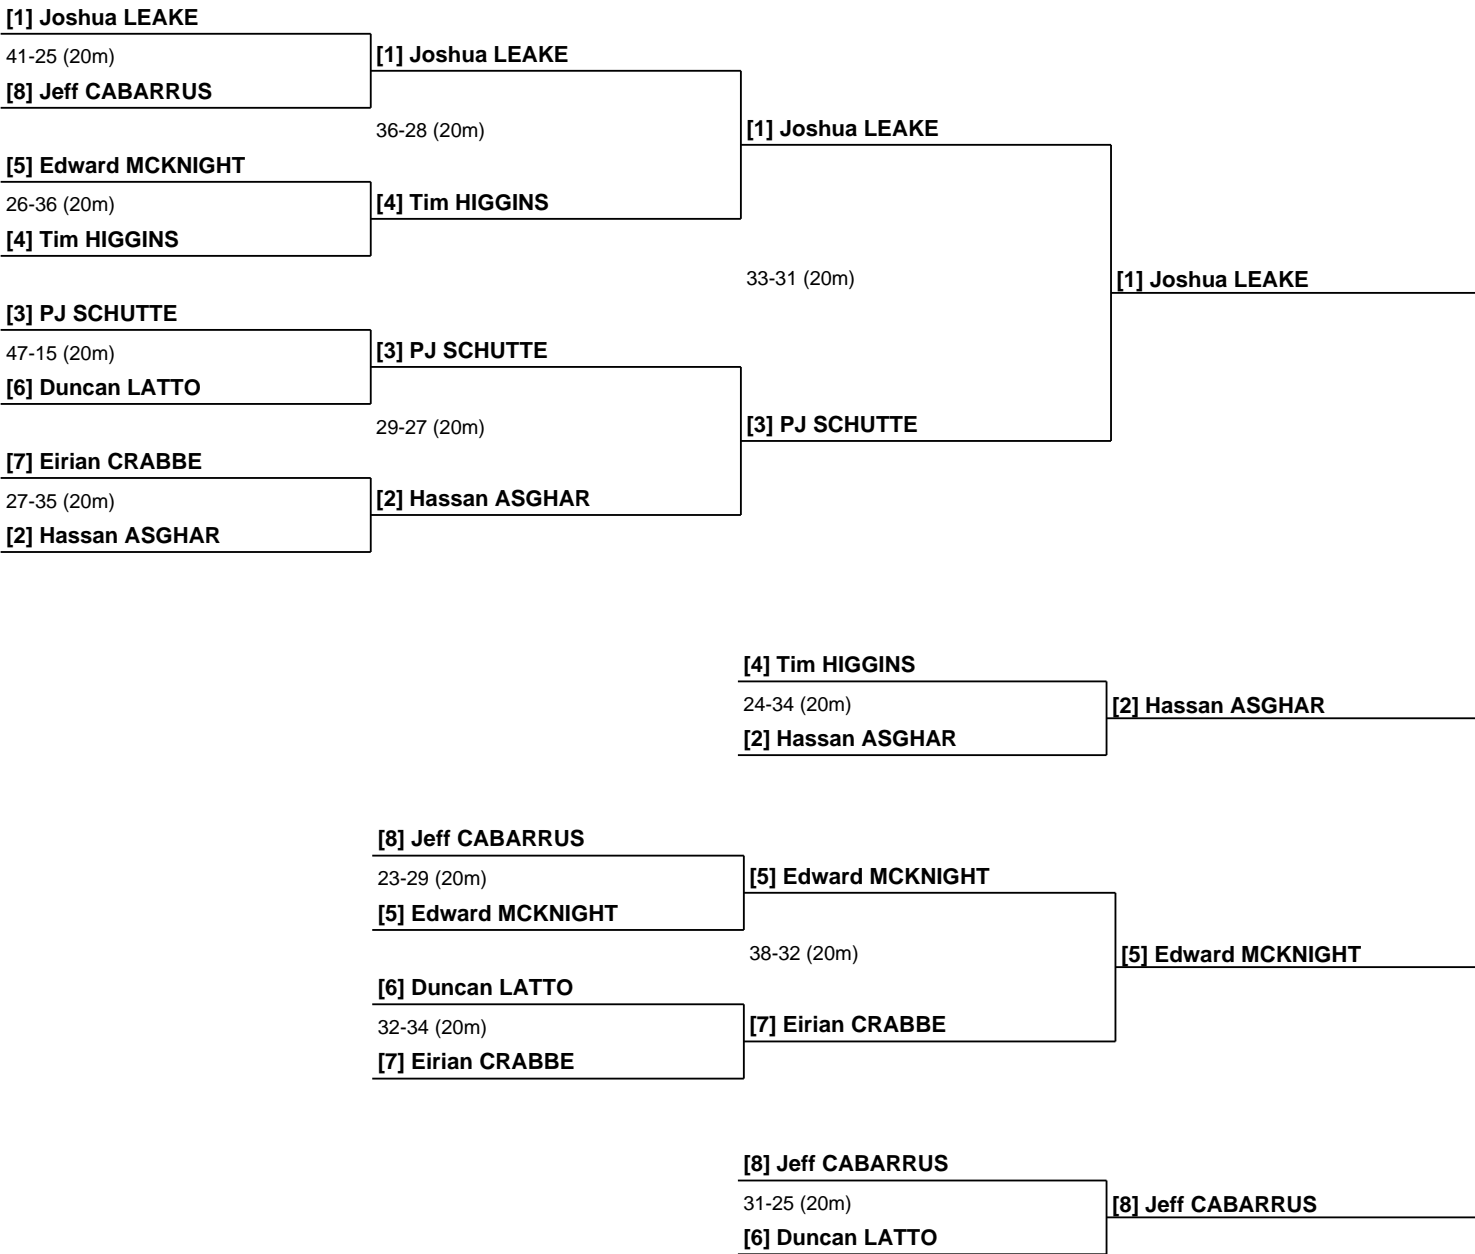 [1] Joshua LEAKE
41-25 (20m)
[1] Joshua LEAKE
[8] Jeff CABARRUS
36-28 (20m)
[1] Joshua LEAKE
[5] Edward MCKNIGHT
26-36 (20m)
[4] Tim HIGGINS
[4] Tim HIGGINS
33-31 (20m)
[1] Joshua LEAKE
[3] PJ SCHUTTE
47-15 (20m)
[3] PJ SCHUTTE
[6] Duncan LATTO
29-27 (20m)
[3] PJ SCHUTTE
[7] Eirian CRABBE
27-35 (20m)
[2] Hassan ASGHAR
[2] Hassan ASGHAR
[4] Tim HIGGINS
24-34 (20m)
[2] Hassan ASGHAR
[2] Hassan ASGHAR
[8] Jeff CABARRUS
23-29 (20m)
[5] Edward MCKNIGHT
[5] Edward MCKNIGHT
38-32 (20m)
[5] Edward MCKNIGHT
[6] Duncan LATTO
32-34 (20m)
[7] Eirian CRABBE
[7] Eirian CRABBE
[8] Jeff CABARRUS
31-25 (20m)
[8] Jeff CABARRUS
[6] Duncan LATTO